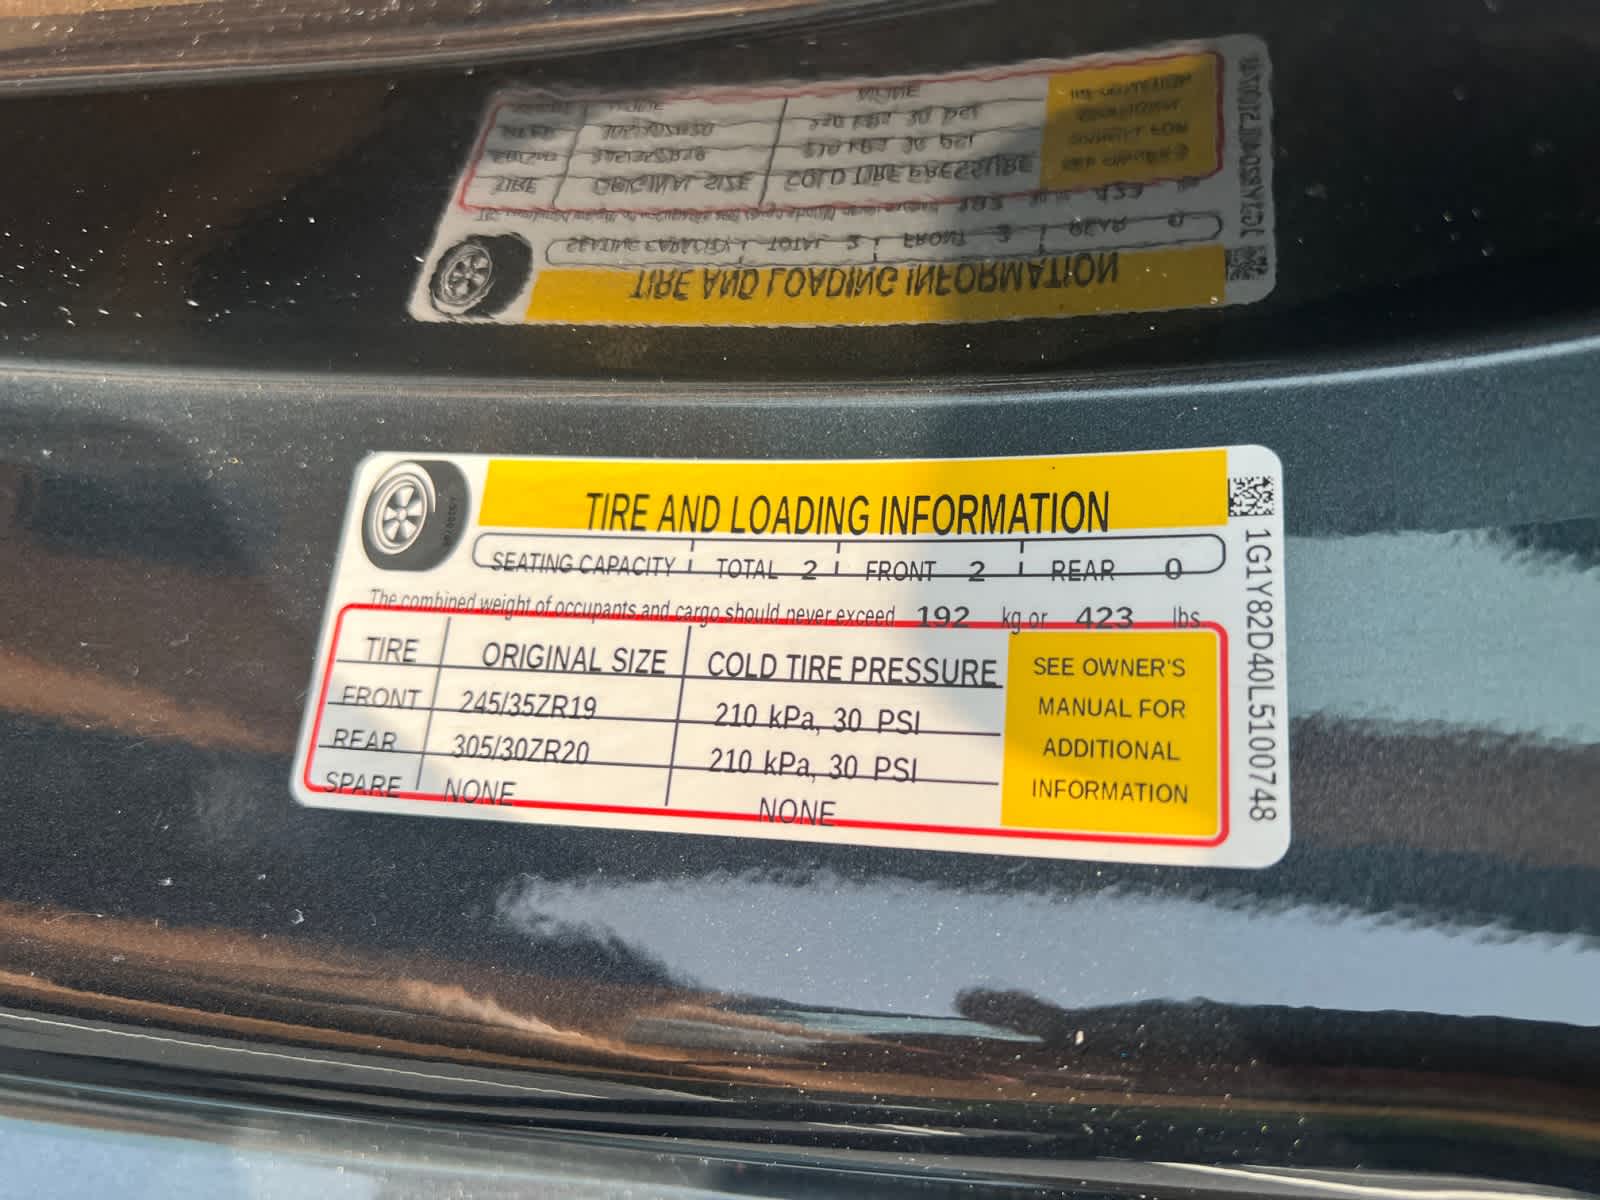 TIRE AND LOADING INFORMATION
SEATING CAPACITY TOTAL 2 FRONT 2 REAR 0
The combined weight of occupants and cargo should never exceed 192 kg or 423 lbs.
TIRE ORIGINAL SIZE COLD TIRE PRESSURE
FRONT 245/35ZR19 210 kPa, 30 PSI
REAR 305/30ZR20 210 kPa, 30 PSI
SPARE NONE NONE
SEE OWNER'S
MANUAL FOR
ADDITIONAL
INFORMATION
1G1Y82D40L5100748